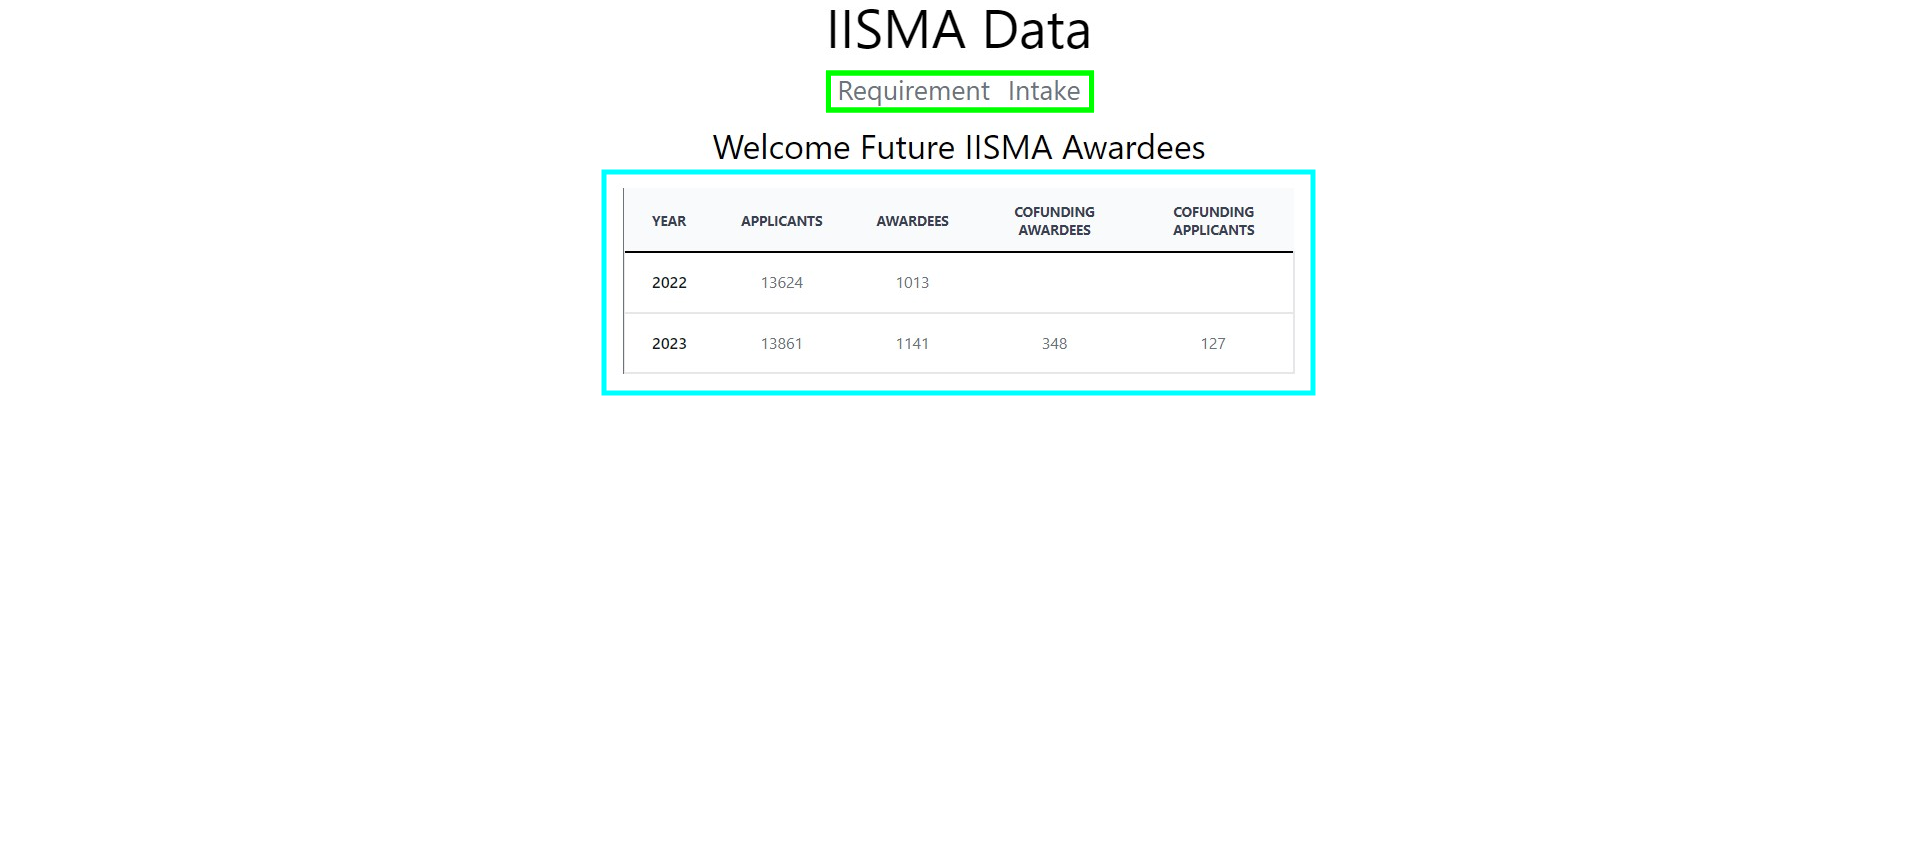 IISMA Data
Requirement Intake
Welcome Future IISMA Awardees
YEAR APPLICANTS AWARDEES COFUNDING AWARDEES COFUNDING APPLICANTS
2022 13624 1013
2023 13861 1141 348 127